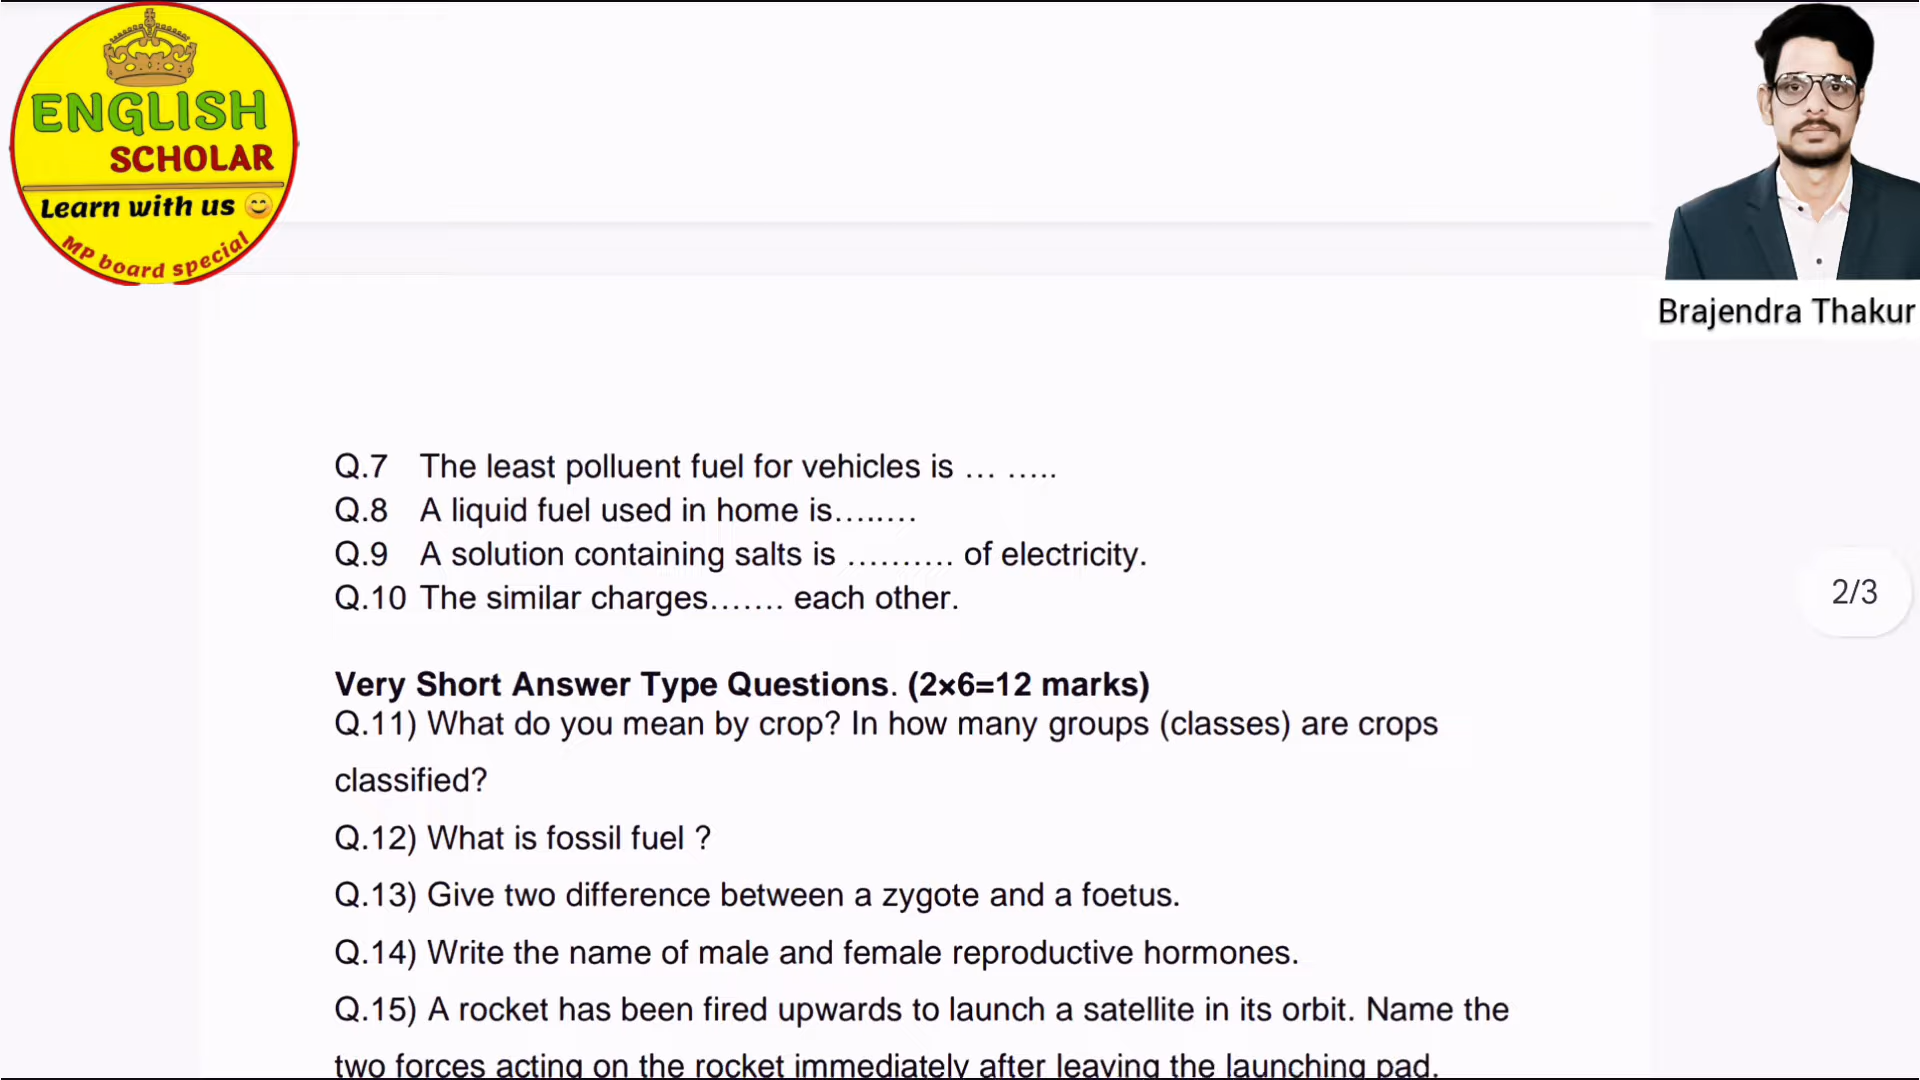 ENGLISH
SCHOLAR
Learn with us
MP board special
Brajendra Thakur
Q.7 The least polluent fuel for vehicles is ... .....
Q.8 A liquid fuel used in home is........
Q.9 A solution containing salts is .......... of electricity.
Q.10 The similar charges....... each other.
2/3
Very Short Answer Type Questions. (2×6=12 marks)
Q.11) What do you mean by crop? In how many groups (classes) are crops
classified?
Q.12) What is fossil fuel ?
Q.13) Give two difference between a zygote and a foetus.
Q.14) Write the name of male and female reproductive hormones.
Q.15) A rocket has been fired upwards to launch a satellite in its orbit. Name the
two forces acting on the rocket immediately after leaving the launching pad.